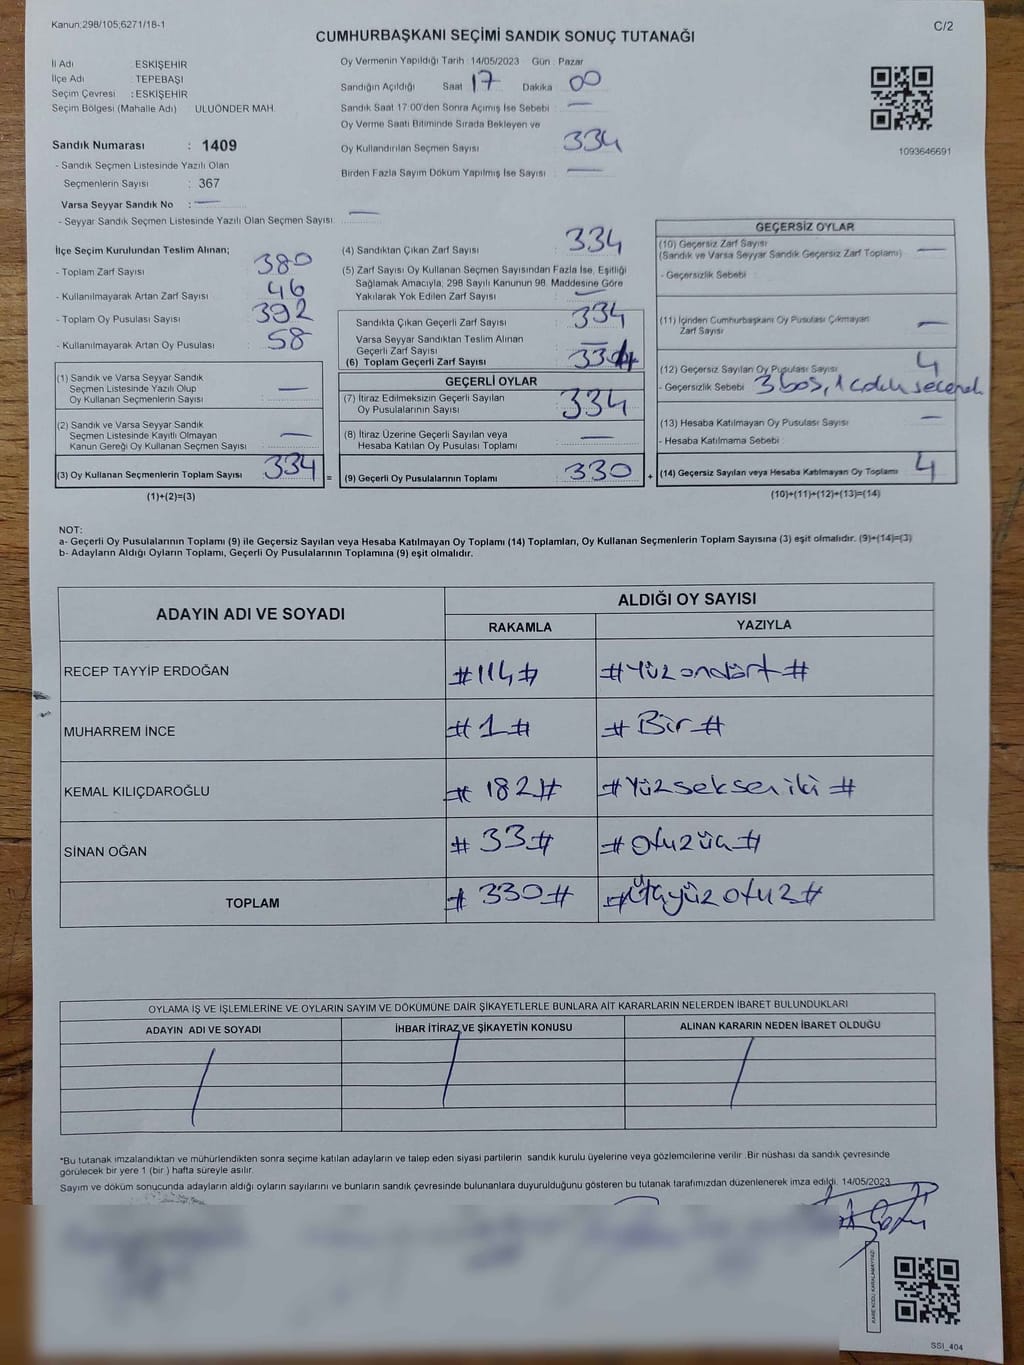 Kanun:298/105,6271/18-1
C/2
CUMHURBAŞKANI SEÇİMİ SANDIK SONUÇ TUTANAĞI
İl Adı : ESKİŞEHİR
İlçe Adı : TEPEBAŞI
Seçim Çevresi : ESKİŞEHİR
Seçim Bölgesi (Mahalle Adı) ULUÖNDER MAH.
Oy Vermenin Yapıldığı Tarih : 14/05/2023 Gün : Pazar
Sandığın Açıldığı Saat 17 Dakika 00
Sandık Saat 17:00'den Sonra Açılmış İse Sebebi : —
Oy Verme Saati Bitiminde Sırada Bekleyen ve
Oy Kullandırılan Seçmen Sayısı : 334
Birden Fazla Sayım Döküm Yapılmış İse Sayısı : —
1093646691
Sandık Numarası : 1409
- Sandık Seçmen Listesinde Yazılı Olan
Seçmenlerin Sayısı : 367
Varsa Seyyar Sandık No : —
- Seyyar Sandık Seçmen Listesinde Yazılı Olan Seçmen Sayısı: —
İlçe Seçim Kurulundan Teslim Alınan;
- Toplam Zarf Sayısı : 380
- Kullanılmayarak Artan Zarf Sayısı : 46
- Toplam Oy Pusulası Sayısı : 392
- Kullanılmayarak Artan Oy Pusulası : 58
(1) Sandık ve Varsa Seyyar Sandık
Seçmen Listesinde Yazılı Olup
Oy Kullanan Seçmenlerin Sayısı : —
(2) Sandık ve Varsa Seyyar Sandık
Seçmen Listesinde Kayıtlı Olmayan
Kanun Gereği Oy Kullanan Seçmen Sayısı : —
(3) Oy Kullanan Seçmenlerin Toplam Sayısı : 334 =
(1)+(2)=(3)
(4) Sandıktan Çıkan Zarf Sayısı : 334
(5) Zarf Sayısı Oy Kullanan Seçmen Sayısından Fazla İse, Eşitliği
Sağlamak Amacıyla; 298 Sayılı Kanunun 98. Maddesine Göre
Yakılarak Yok Edilen Zarf Sayısı : —
Sandıkta Çıkan Geçerli Zarf Sayısı : 334
Varsa Seyyar Sandıktan Teslim Alınan
Geçerli Zarf Sayısı : —
(6) Toplam Geçerli Zarf Sayısı : 334
GEÇERLİ OYLAR
(7) İtiraz Edilmeksizin Geçerli Sayılan
Oy Pusulalarının Sayısı : 334
(8) İtiraz Üzerine Geçerli Sayılan veya
Hesaba Katılan Oy Pusulası Toplamı : —
(9) Geçerli Oy Pusulalarının Toplamı : 330 +
GEÇERSİZ OYLAR
(10) Geçersiz Zarf Sayısı
(Sandık ve Varsa Seyyar Sandık Geçersiz Zarf Toplamı) : —
- Geçersizlik Sebebi :
(11) İçinden Cumhurbaşkanı Oy Pusulası Çıkmayan
Zarf Sayısı : —
(12) Geçersiz Sayılan Oy Pusulası Sayısı : 4
- Geçersizlik Sebebi : 3 boş, 1 çoklu seçenek
(13) Hesaba Katılmayan Oy Pusulası Sayısı : —
- Hesaba Katılmama Sebebi :
(14) Geçersiz Sayılan veya Hesaba Katılmayan Oy Toplamı : 4
(10)+(11)+(12)+(13)=(14)
NOT:
a- Geçerli Oy Pusulalarının Toplamı (9) ile Geçersiz Sayılan veya Hesaba Katılmayan Oy Toplamı (14) Toplamları, Oy Kullanan Seçmenlerin Toplam Sayısına (3) eşit olmalıdır. (9)+(14)=(3)
b- Adayların Aldığı Oyların Toplamı, Geçerli Oy Pusulalarının Toplamına (9) eşit olmalıdır.
ADAYIN ADI VE SOYADI
ALDIĞI OY SAYISI
RAKAMLA YAZIYLA
RECEP TAYYİP ERDOĞAN #114# #Yüzondört#
MUHARREM İNCE #1# #Bir#
KEMAL KILIÇDAROĞLU #182# #Yüzsekseniki#
SİNAN OĞAN #33# #Otuzüç#
TOPLAM #330# #Üçyüzotuz#
OYLAMA İŞ VE İŞLEMLERİNE VE OYLARIN SAYIM VE DÖKÜMÜNE DAİR ŞİKAYETLERLE BUNLARA AİT KARARLARIN NELERDEN İBARET BULUNDUKLARI
ADAYIN ADI VE SOYADI İHBAR İTİRAZ VE ŞİKAYETİN KONUSU ALINAN KARARIN NEDEN İBARET OLDUĞU
*Bu tutanak imzalandıktan ve mühürlendikten sonra seçime katılan adayların ve talep eden siyasi partilerin sandık kurulu üyelerine veya gözlemcilerine verilir. Bir nüshası da sandık çevresinde
görülecek bir yere 1 (bir ) hafta süreyle asılır.
Sayım ve döküm sonucunda adayların aldığı oyların sayılarını ve bunların sandık çevresinde bulunanlara duyurulduğunu gösteren bu tutanak tarafımızdan düzenlenerek imza edildi. 14/05/2023
KARE KODU KARALAMAYINIZ!
SSI_404